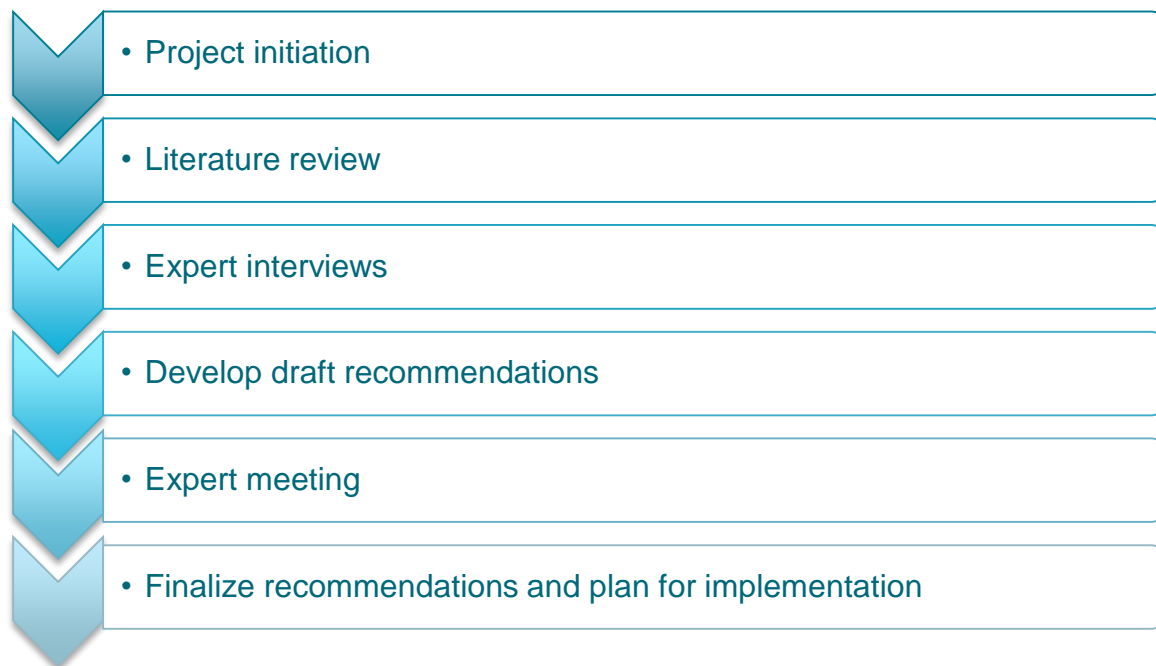 • Project initiation
• Literature review
• Expert interviews
• Develop draft recommendations
• Expert meeting
• Finalize recommendations and plan for implementation